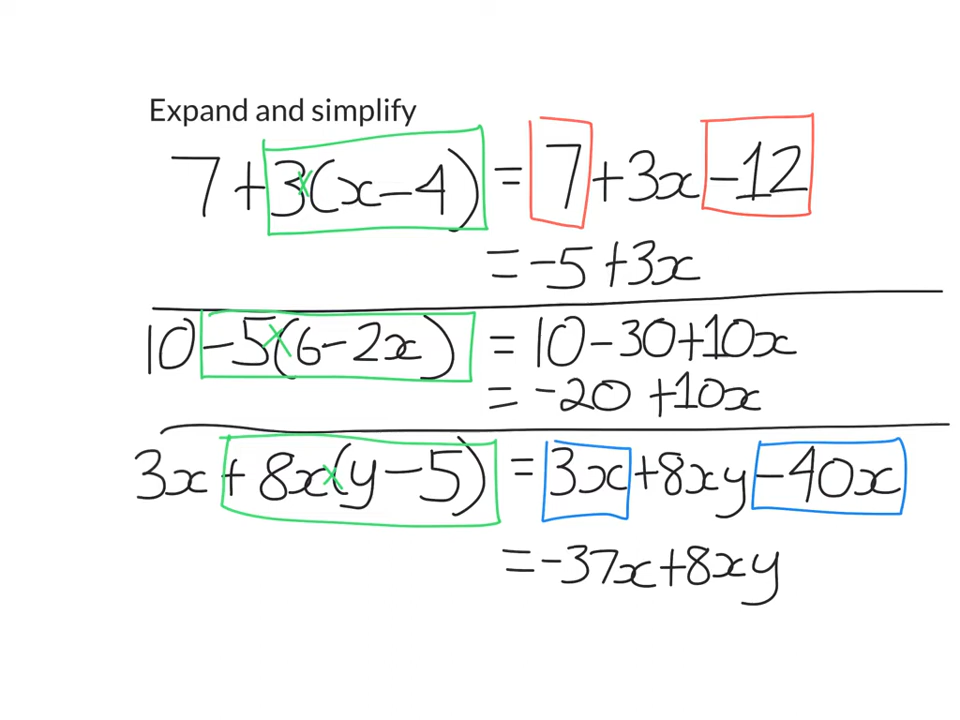 Expand and simplify
7+3(x-4) = 7+3x-12
= -5+3x
10-5(6-2x) = 10-30+10x
= -20+10x
3x+8x(y-5) = 3x+8xy-40x
= -37x+8xy